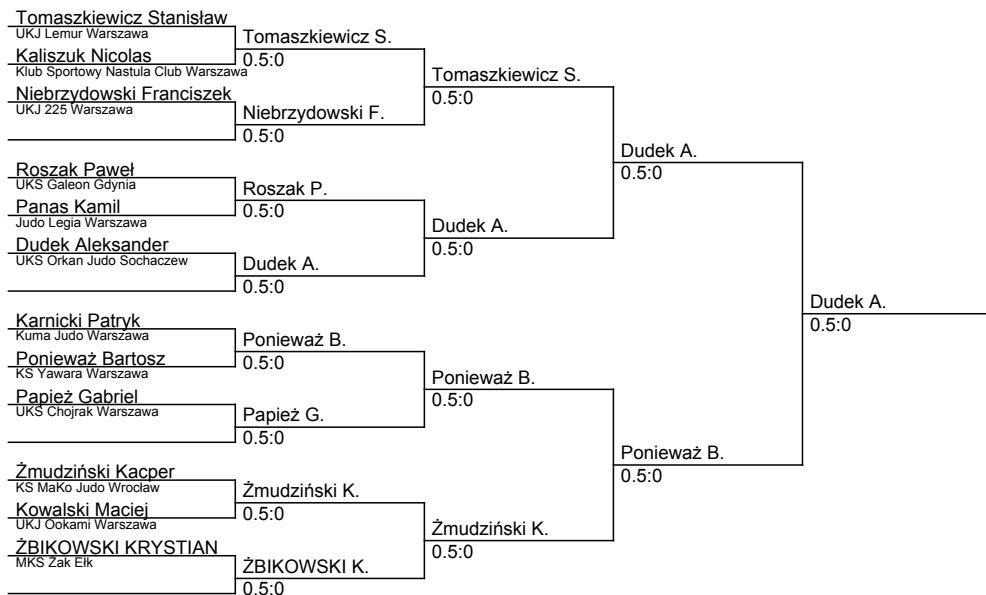 Tomaszkiewicz Stanisław
UKJ Lemur Warszawa
Kaliszuk Nicolas
Klub Sportowy Nastula Club Warszawa
Niebrzydowski Franciszek
UKJ 225 Warszawa
Roszak Paweł
UKS Galeon Gdynia
Panas Kamil
Judo Legia Warszawa
Dudek Aleksander
UKS Orkan Judo Sochaczew
Karnicki Patryk
Kuma Judo Warszawa
Ponieważ Bartosz
KS Yawara Warszawa
Papież Gabriel
UKS Chojrak Warszawa
Żmudziński Kacper
KS MaKo Judo Wrocław
Kowalski Maciej
UKJ Ookami Warszawa
ŻBIKOWSKI KRYSTIAN
MKS Żak Ełk
Tomaszkiewicz S.
0.5:0
Niebrzydowski F.
0.5:0
Roszak P.
0.5:0
Dudek A.
0.5:0
Ponieważ B.
0.5:0
Papież G.
0.5:0
Żmudziński K.
0.5:0
ŻBIKOWSKI K.
0.5:0
Tomaszkiewicz S.
0.5:0
Dudek A.
0.5:0
Ponieważ B.
0.5:0
Żmudziński K.
0.5:0
Dudek A.
0.5:0
Ponieważ B.
0.5:0
Dudek A.
0.5:0